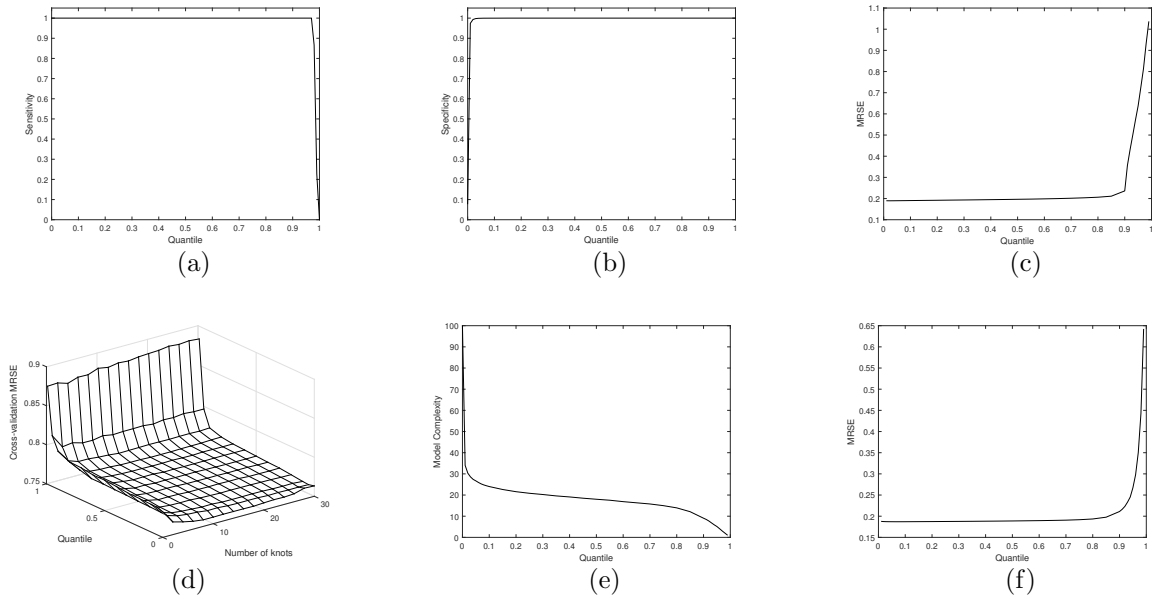 1
0.9
0.8
0.7
0.6
0.5
0.4
0.3
0.2
0.1
0
Sensitivity
0 0.1 0.2 0.3 0.4 0.5 0.6 0.7 0.8 0.9 1
Quantile
(a)
1
0.9
0.8
0.7
0.6
0.5
0.4
0.3
0.2
0.1
0
Specificity
0 0.1 0.2 0.3 0.4 0.5 0.6 0.7 0.8 0.9 1
Quantile
(b)
1.1
1
0.9
0.8
0.7
0.6
0.5
0.4
0.3
0.2
0.1
MRSE
0 0.1 0.2 0.3 0.4 0.5 0.6 0.7 0.8 0.9 1
Quantile
(c)
0.9
0.85
0.8
0.75
Cross-validation MRSE
1
0.5
0
Quantile
0
10
20
30
Number of knots
(d)
100
90
80
70
60
50
40
30
20
10
0
Model Complexity
0 0.1 0.2 0.3 0.4 0.5 0.6 0.7 0.8 0.9 1
Quantile
(e)
0.65
0.6
0.55
0.5
0.45
0.4
0.35
0.3
0.25
0.2
0.15
MRSE
0 0.1 0.2 0.3 0.4 0.5 0.6 0.7 0.8 0.9 1
Quantile
(f)